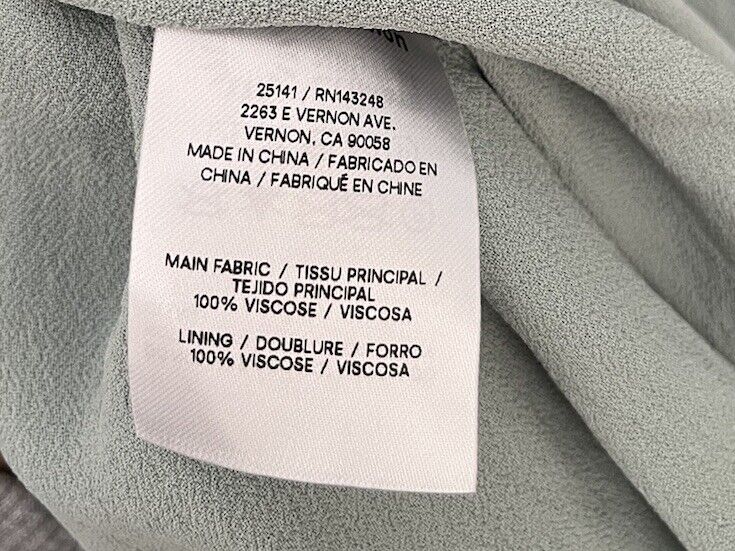 25141 / RN143248
2263 E VERNON AVE.
VERNON, CA 90058
MADE IN CHINA / FABRICADO EN
CHINA / FABRIQUÉ EN CHINE
MAIN FABRIC / TISSU PRINCIPAL /
TEJIDO PRINCIPAL
100% VISCOSE / VISCOSA
LINING / DOUBLURE / FORRO
100% VISCOSE / VISCOSA